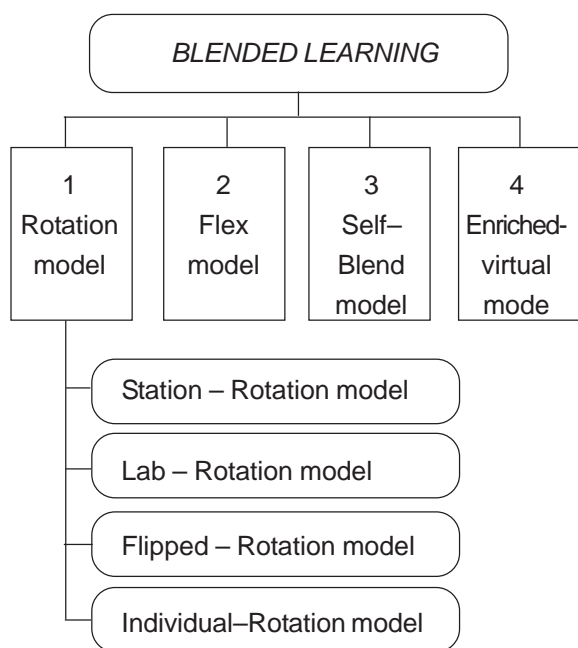 BLENDED LEARNING
1
Rotation
model
2
Flex
model
3
Self–
Blend
model
4
Enriched-
virtual
mode
Station – Rotation model
Lab – Rotation model
Flipped – Rotation model
Individual–Rotation model